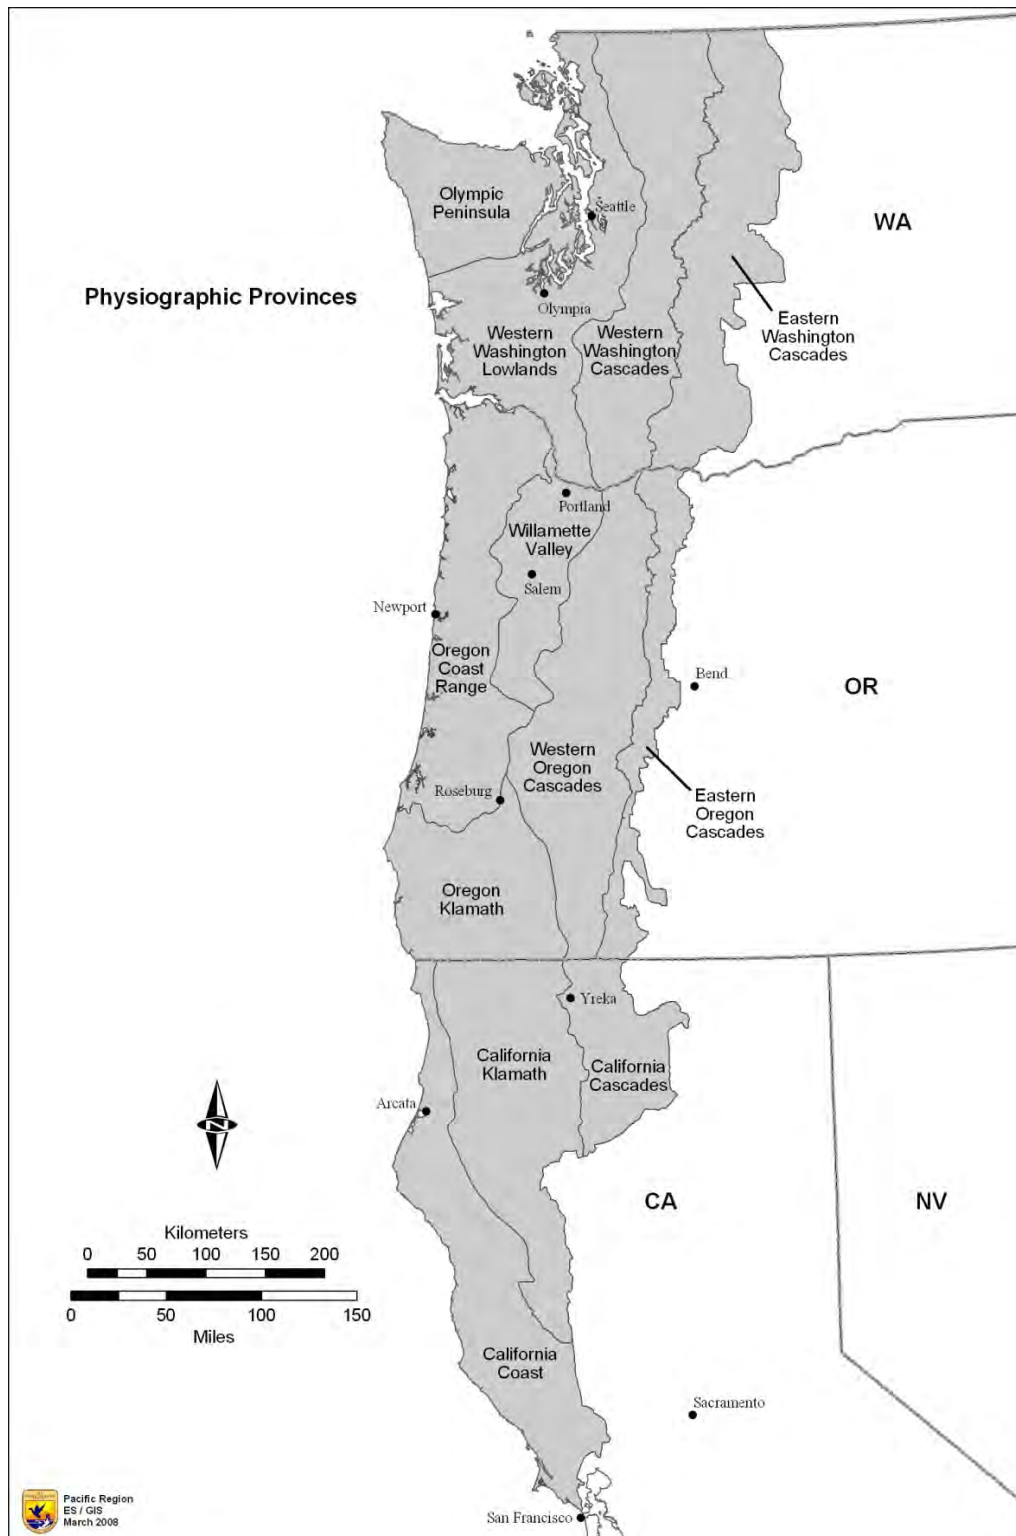 Olympic
Peninsula
Seattle
WA
Physiographic Provinces
Olympia
Western
Washington
Lowlands
Western
Washington
Cascades
Eastern
Washington
Cascades
Portland
Willamette
Valley
Salem
Newport
Oregon
Coast
Range
Bend
OR
Western
Oregon
Cascades
Roseburg
Eastern
Oregon
Cascades
Oregon
Klamath
Yreka
California
Klamath
California
Cascades
Arcata
N
CA
NV
Kilometers
0 50 100 150 200
0 50 100 150
Miles
California
Coast
Sacramento
San Francisco
Pacific Region
ES / GIS
March 2008